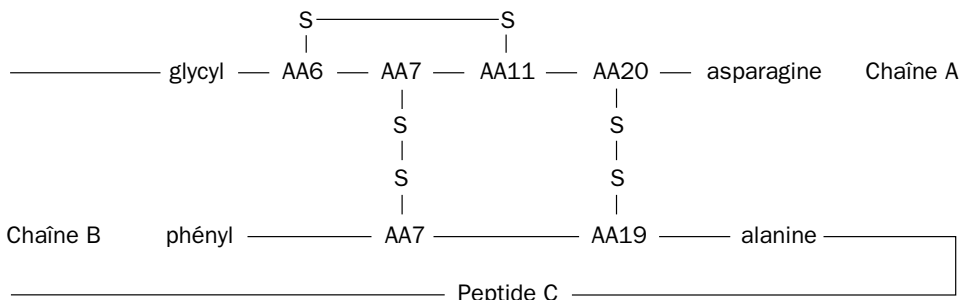 S S
glycyl AA6 AA7 AA11 AA20 asparagine Chaîne A
S S
S S
Chaîne B phényl AA7 AA19 alanine
Peptide C